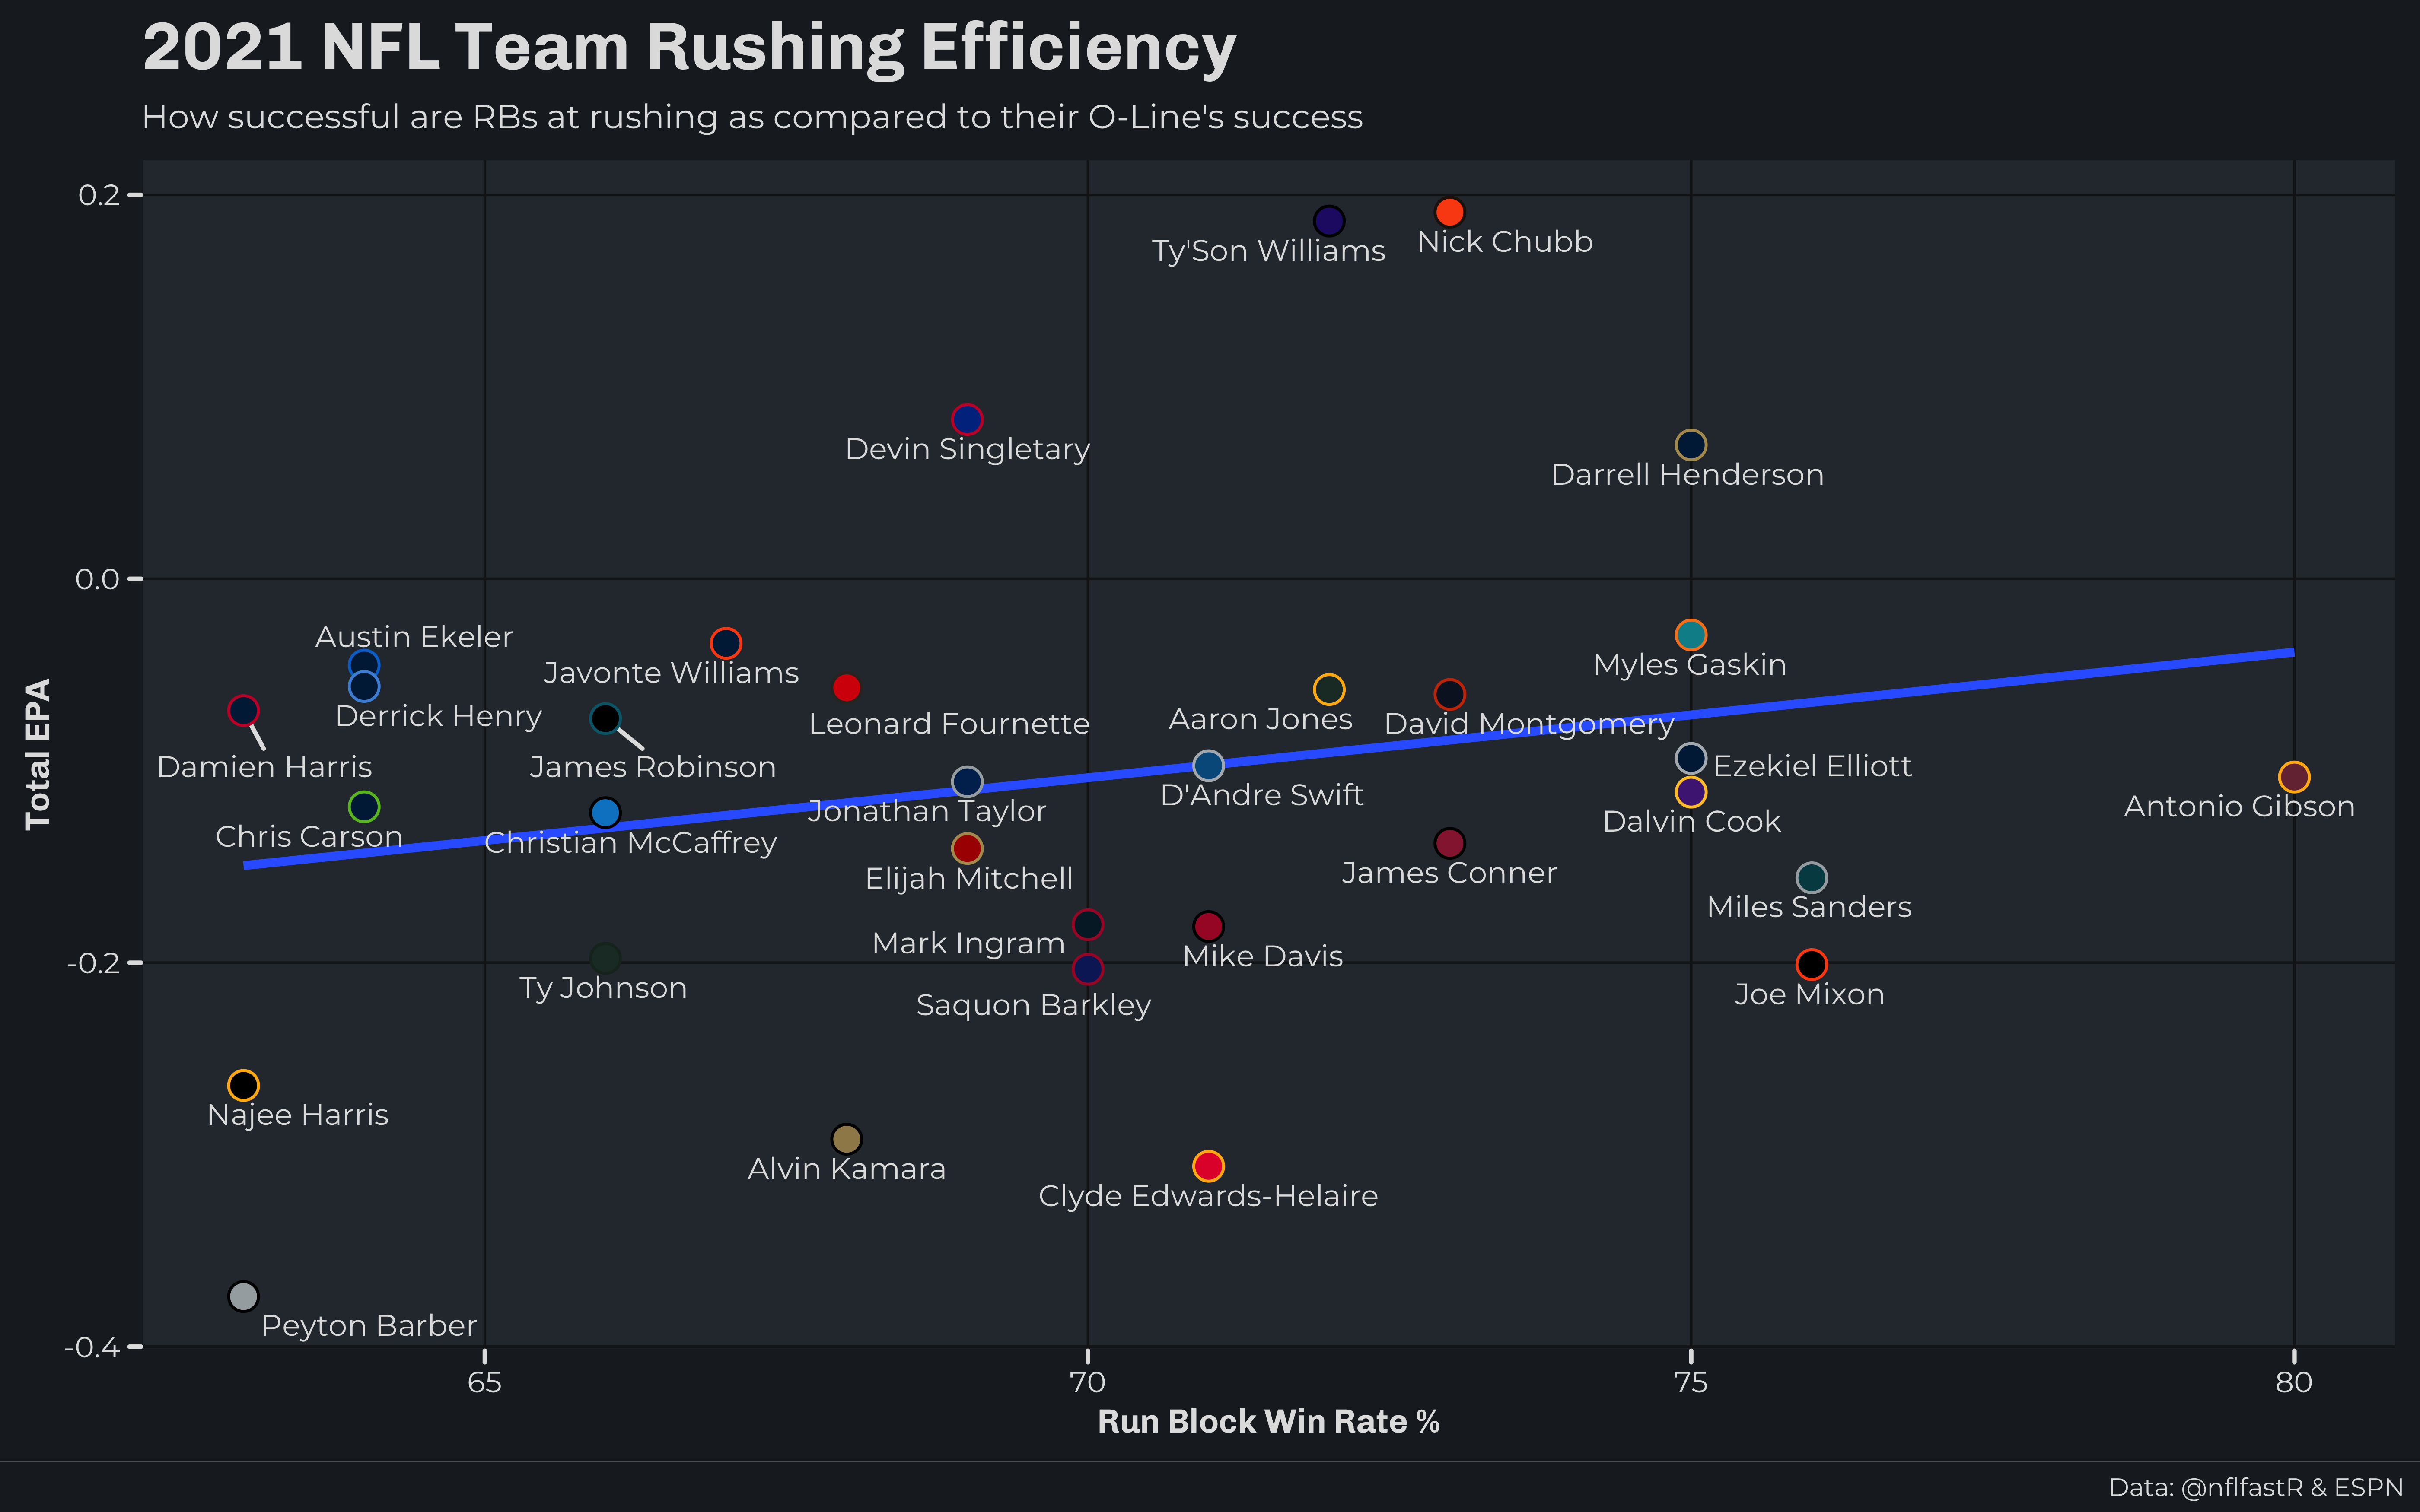 2021 NFL Team Rushing Efficiency
How successful are RBs at rushing as compared to their O-Line's success
0.2
Ty'Son Williams
Nick Chubb
Devin Singletary
Darrell Henderson
0.0
Austin Ekeler
Javonte Williams
Myles Gaskin
Derrick Henry
Leonard Fournette
Aaron Jones
David Montgomery
Damien Harris
James Robinson
Ezekiel Elliott
D'Andre Swift
Antonio Gibson
Jonathan Taylor
Dalvin Cook
Chris Carson
Christian McCaffrey
Elijah Mitchell
James Conner
Miles Sanders
Mark Ingram
Mike Davis
-0.2
Ty Johnson
Saquon Barkley
Joe Mixon
Najee Harris
Alvin Kamara
Clyde Edwards-Helaire
Peyton Barber
-0.4
Total EPA
65
70
75
80
Run Block Win Rate %
Data: @nflfastR & ESPN